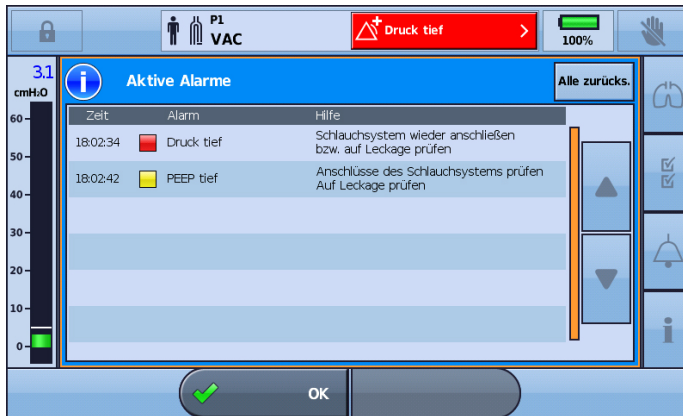 P1
VAC
Druck tief
100%
3.1
cmH₂O
Aktive Alarme
Alle zurücks.
Zeit Alarm Hilfe
18:02:34 Druck tief Schlauchsystem wieder anschließen
bzw. auf Leckage prüfen
18:02:42 PEEP tief Anschlüsse des Schlauchsystems prüfen
Auf Leckage prüfen
60
50
40
30
20
10
0
OK